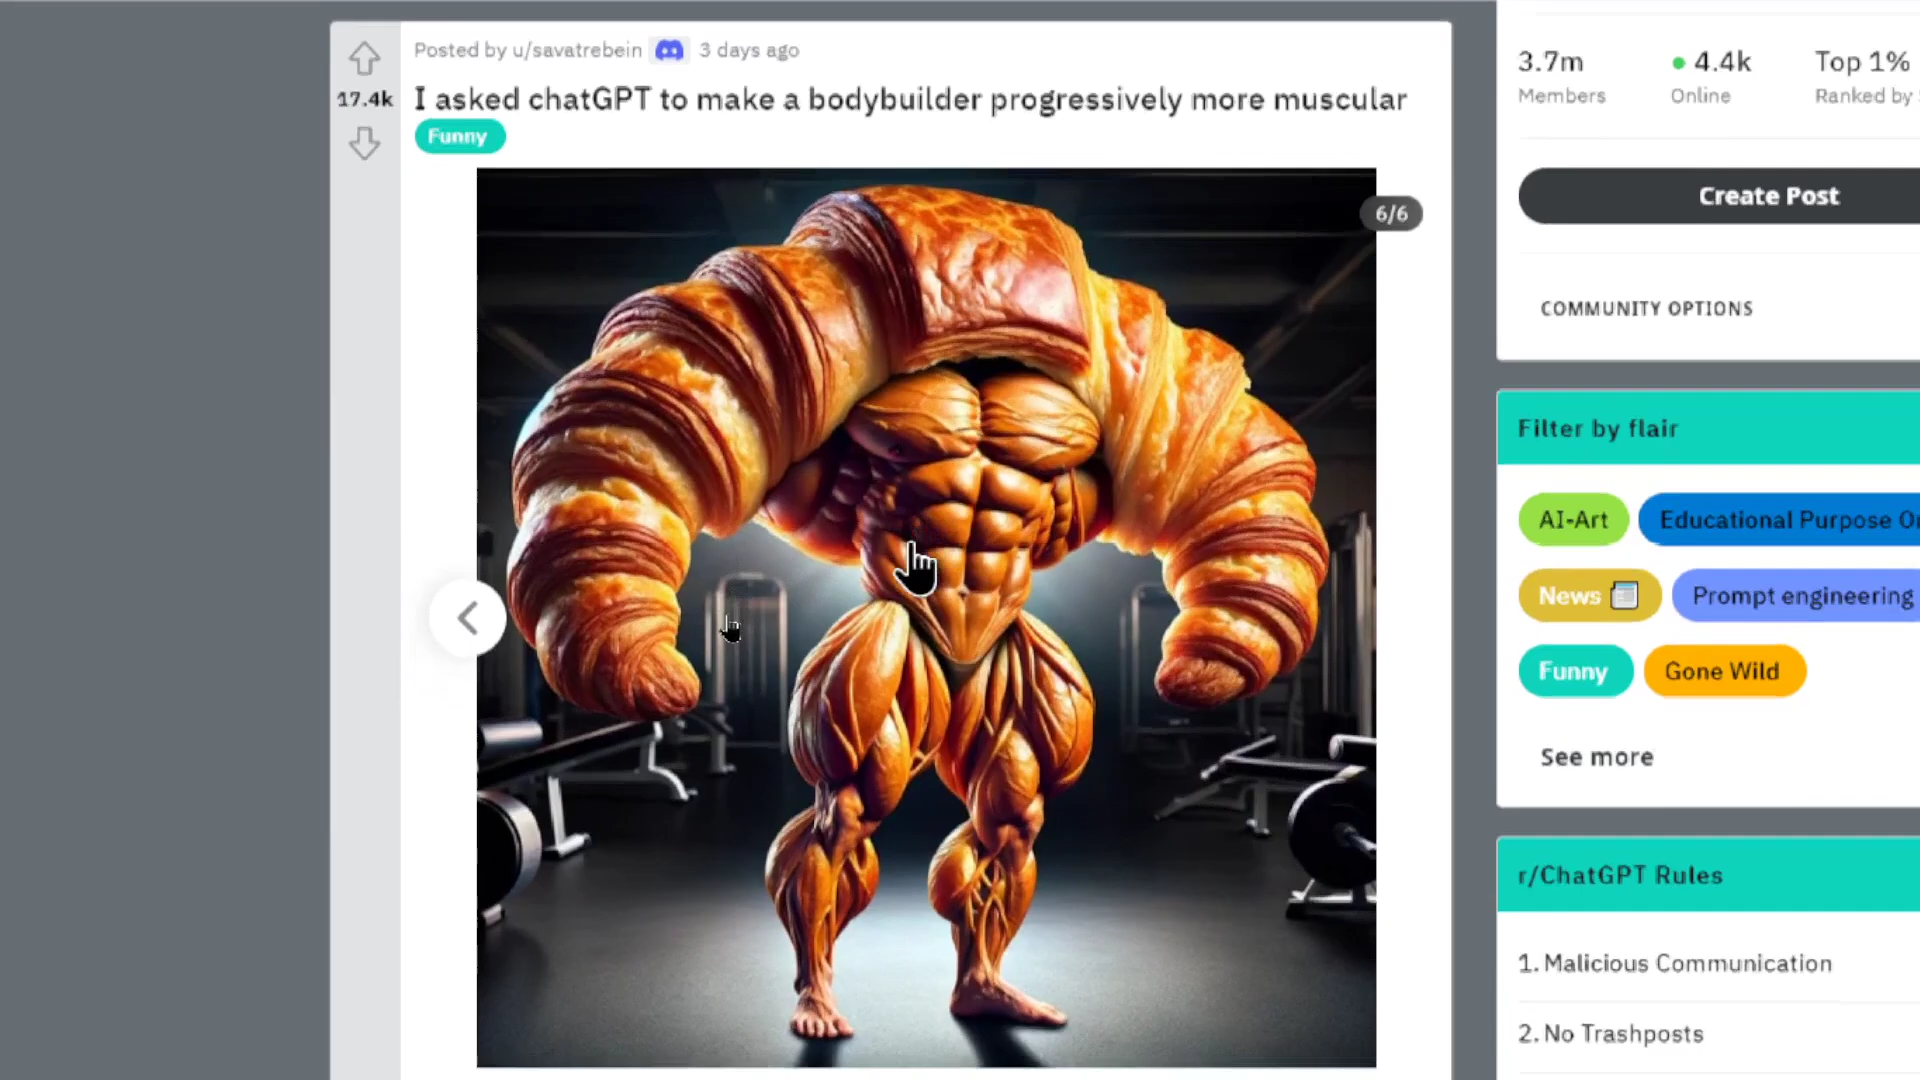 Posted by u/savatrebein 3 days ago
17.4k
I asked chatGPT to make a bodybuilder progressively more muscular
Funny
6/6
3.7m 4.4k Top 1%
Members Online Ranked by
Create Post
COMMUNITY OPTIONS
Filter by flair
AI-Art Educational Purpose
News Prompt engineering
Funny Gone Wild
See more
r/ChatGPT Rules
1. Malicious Communication
2. No Trashposts